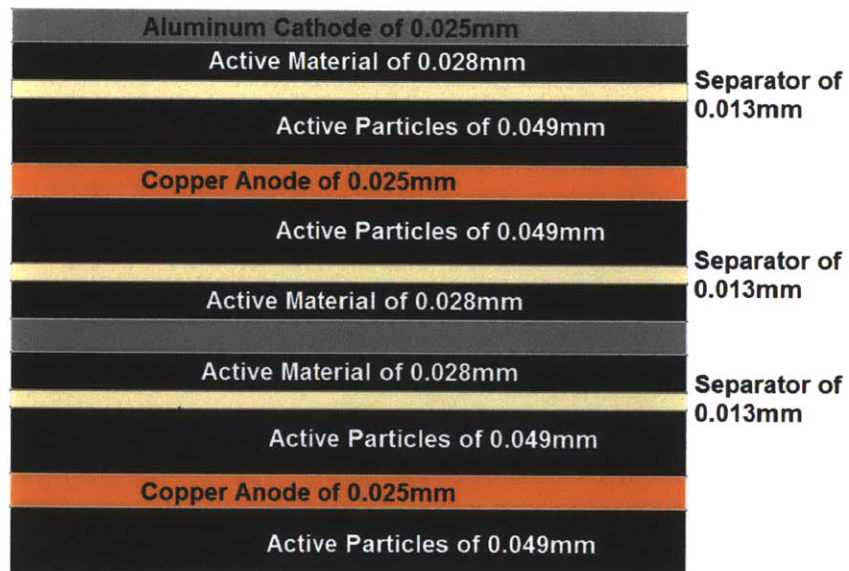 Aluminum Cathode of 0.025mm
Active Material of 0.028mm
Separator of
0.013mm
Active Particles of 0.049mm
Copper Anode of 0.025mm
Active Particles of 0.049mm
Separator of
0.013mm
Active Material of 0.028mm
Active Material of 0.028mm
Separator of
0.013mm
Active Particles of 0.049mm
Copper Anode of 0.025mm
Active Particles of 0.049mm